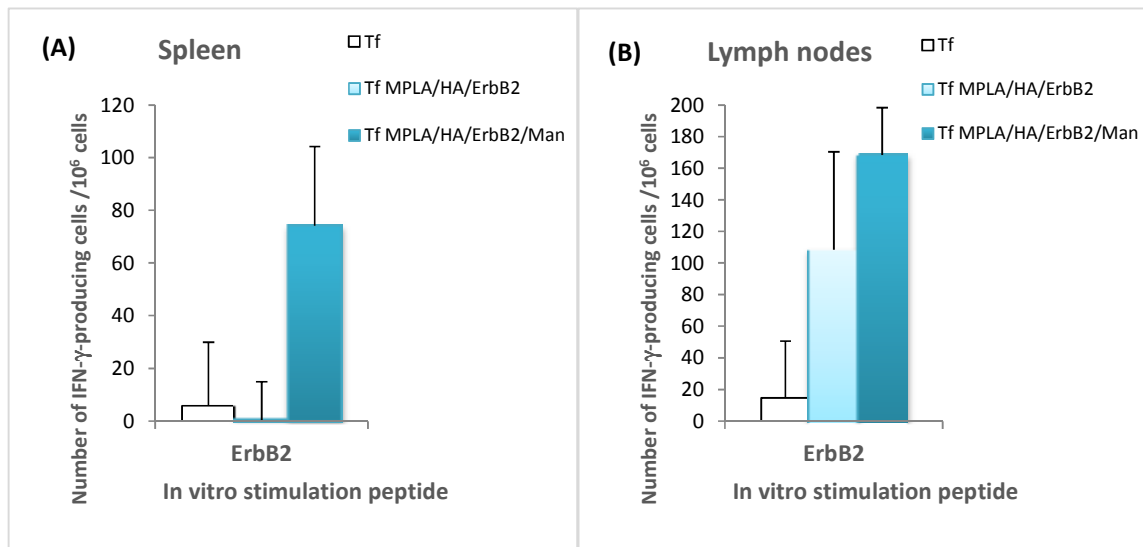 (A)
Spleen
Tf
Tf MPLA/HA/ErbB2
Tf MPLA/HA/ErbB2/Man
Number of IFN-γ-producing cells /10⁶ cells
120
100
80
60
40
20
0
ErbB2
In vitro stimulation peptide
(B)
Lymph nodes
Tf
Tf MPLA/HA/ErbB2
Tf MPLA/HA/ErbB2/Man
Number of IFN-γ-producing cells /10⁶ cells
200
180
160
140
120
100
80
60
40
20
0
ErbB2
In vitro stimulation peptide